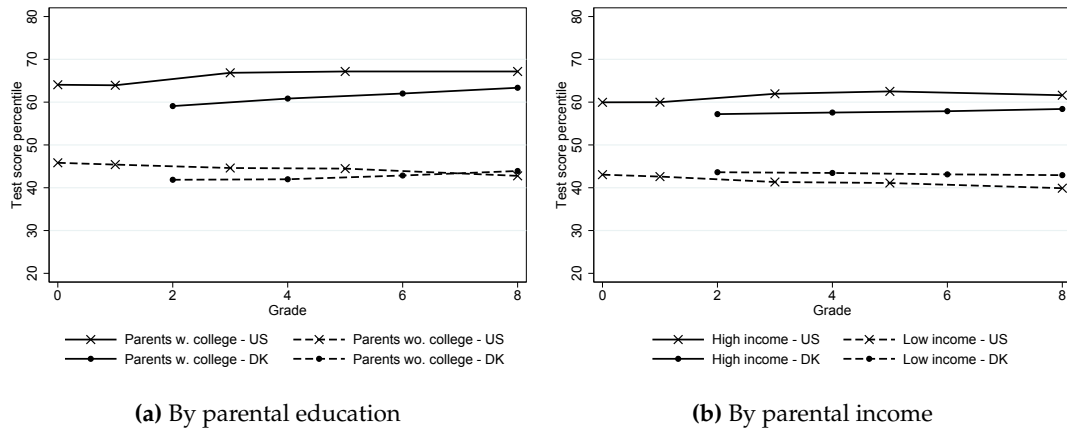 80
70
60
50
40
30
20
Test score percentile
0 2 4 6 8
Grade
Parents w. college - US
Parents wo. college - US
Parents w. college - DK
Parents wo. college - DK
(a) By parental education
80
70
60
50
40
30
20
Test score percentile
0 2 4 6 8
Grade
High income - US
Low income - US
High income - DK
Low income - DK
(b) By parental income